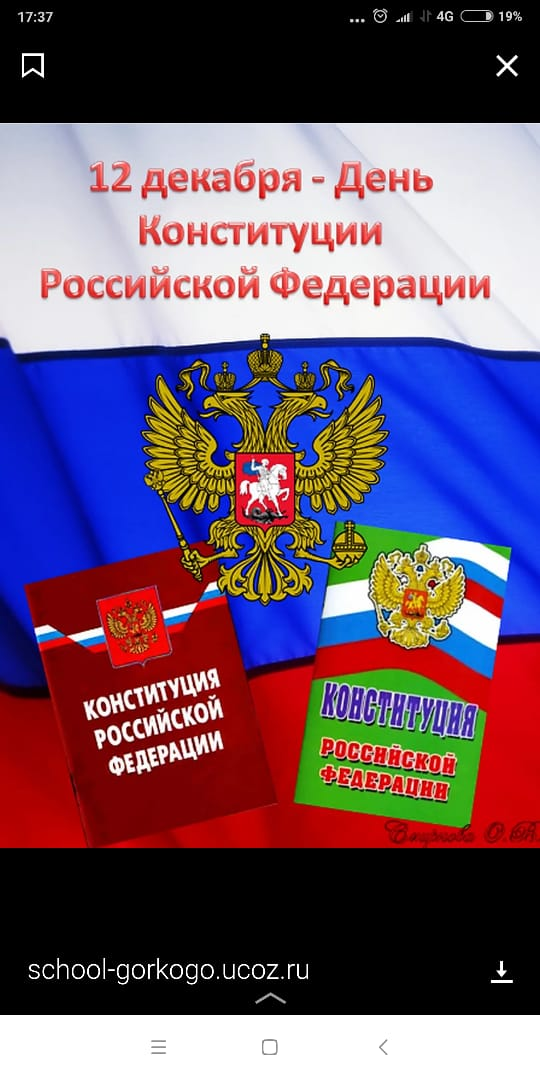 17:37
4G
19%
12 декабря - День
Конституции
Российской Федерации
КОНСТИТУЦИЯ
РОССИЙСКОЙ
ФЕДЕРАЦИИ
КОНСТИТУЦИЯ
РОССИЙСКОЙ
ФЕДЕРАЦИИ
Смирнова О.А.
school-gorkogo.ucoz.ru